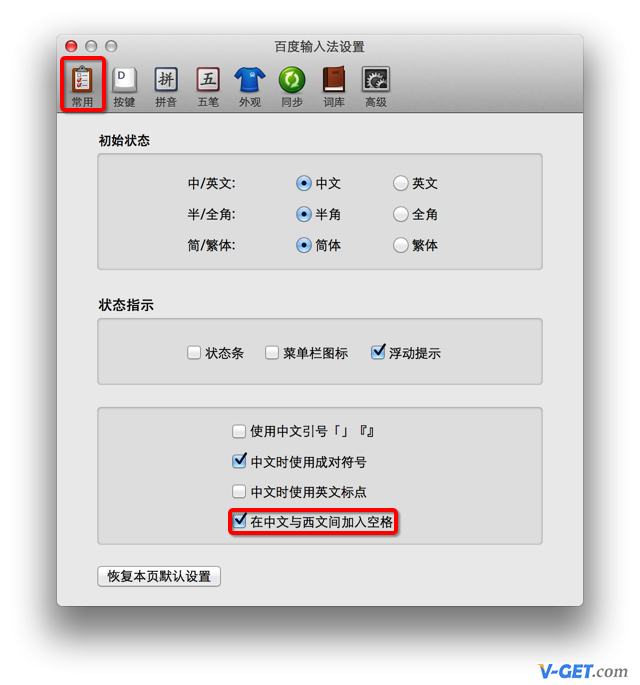 百度输入法设置
D 拼 五
常用 按键 拼音 五笔 外观 同步 词库 高级
初始状态
中/英文: 中文 英文
半/全角: 半角 全角
简/繁体: 简体 繁体
状态指示
状态条 菜单栏图标 浮动提示
使用中文引号「」『』
中文时使用成对符号
中文时使用英文标点
在中文与西文间加入空格
恢复本页默认设置
V-GET.com